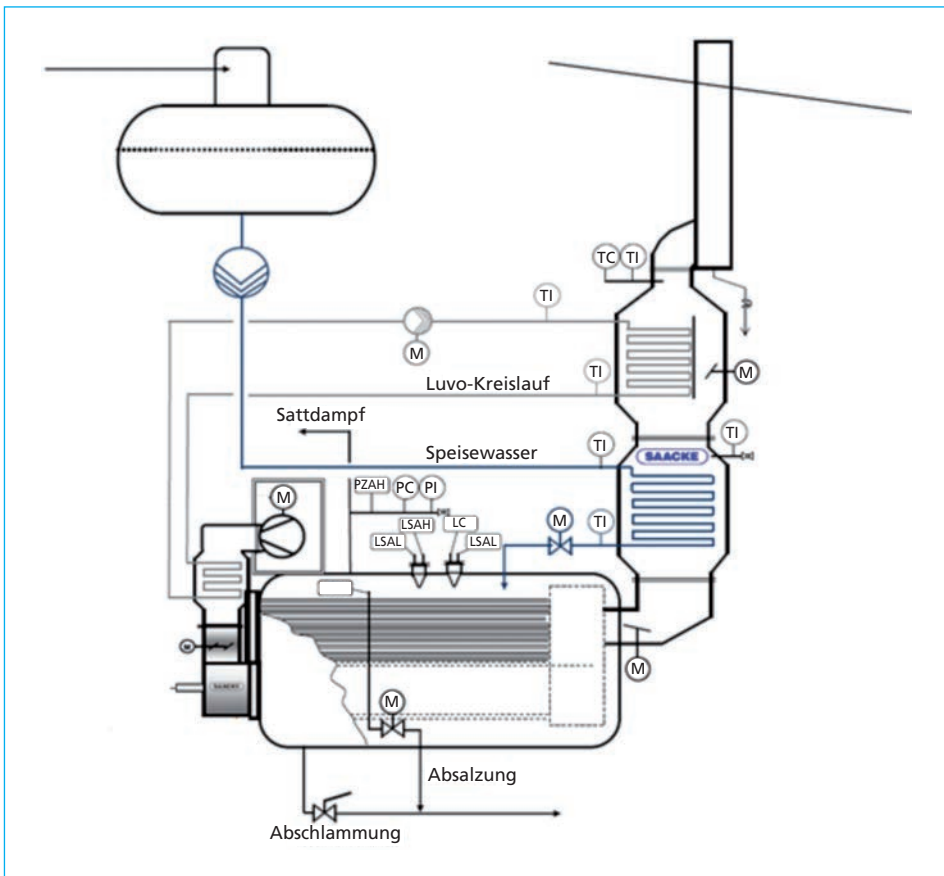 TC TI
TI
M
TI
M
Luvo-Kreislauf
Sattdampf
TI
Speisewasser
TI
SAACKE
M
PZAH PC PI
LSAH LC
LSAL LSAL
M TI
M
SAACKE
M
M
Absalzung
Abschlammung